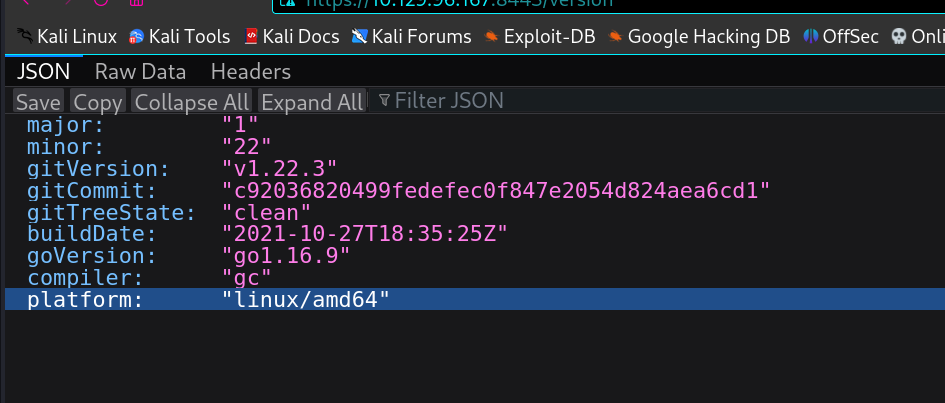 https://10.129.96.167:8443/version
Kali Linux Kali Tools Kali Docs Kali Forums Exploit-DB Google Hacking DB OffSec Onli
JSON Raw Data Headers
Save Copy Collapse All Expand All Filter JSON
major: "1"
minor: "22"
gitVersion: "v1.22.3"
gitCommit: "c92036820499fedefec0f847e2054d824aea6cd1"
gitTreeState: "clean"
buildDate: "2021-10-27T18:35:25Z"
goVersion: "go1.16.9"
compiler: "gc"
platform: "linux/amd64"